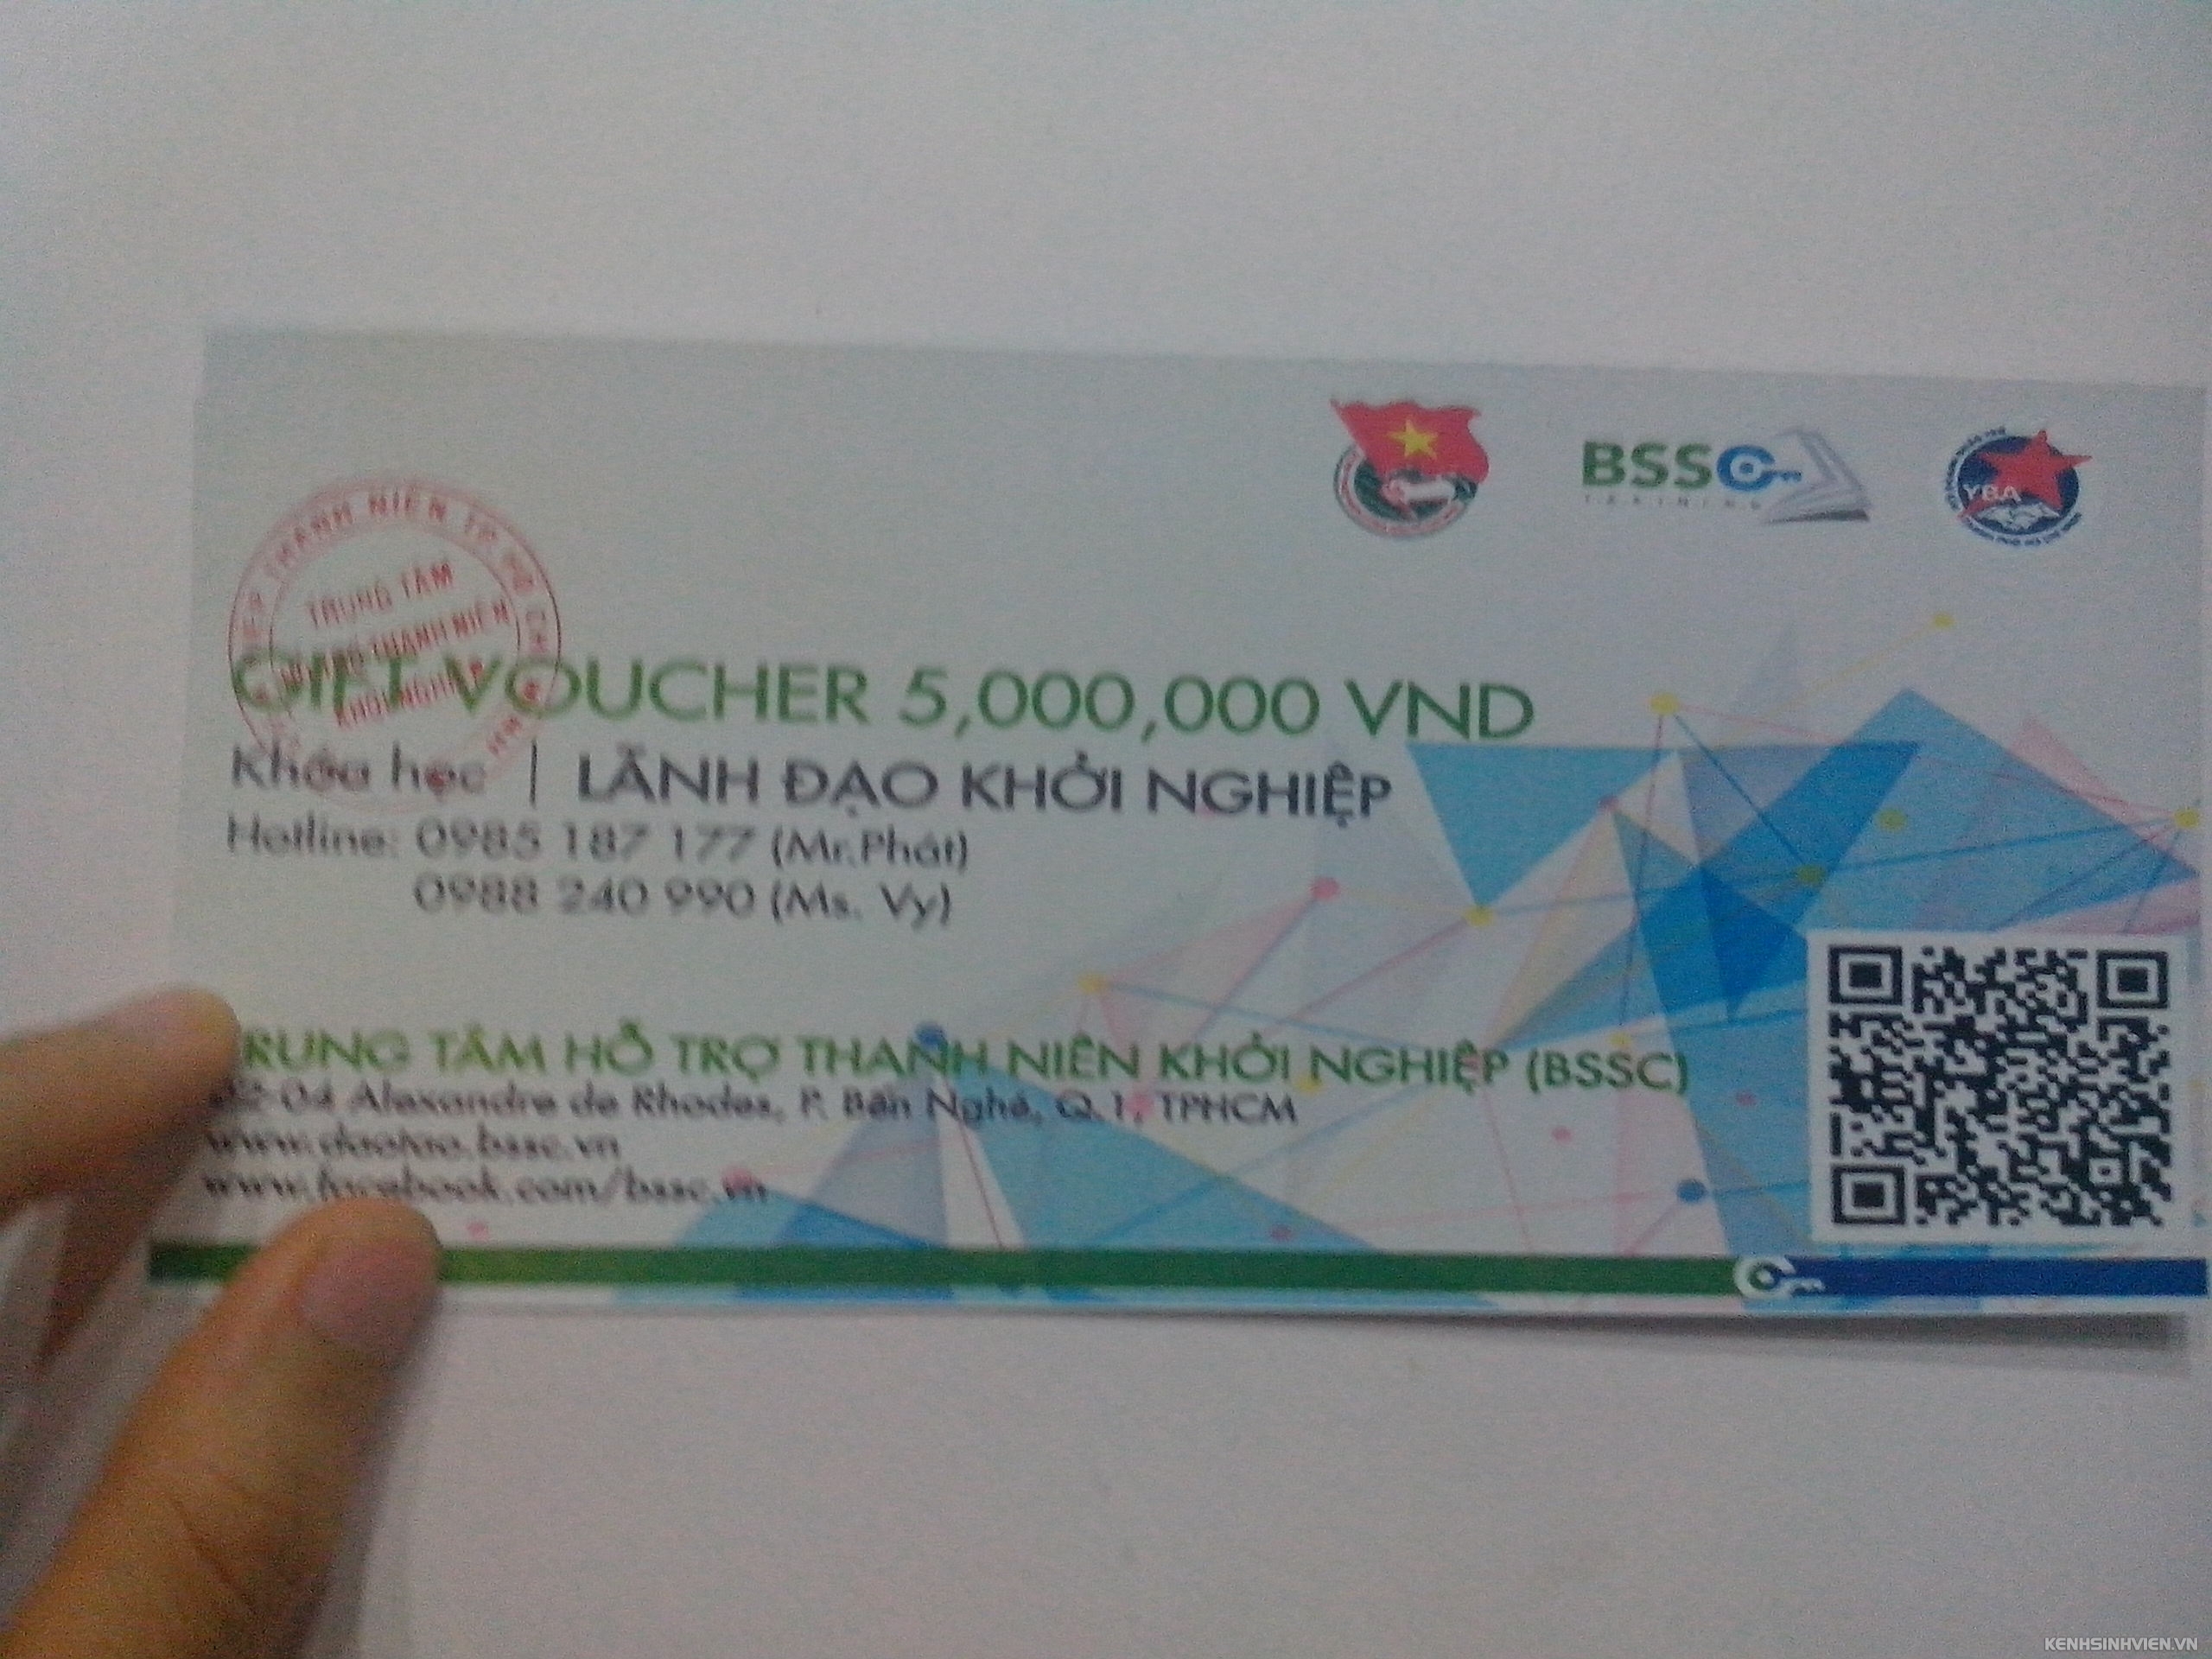 BSSC
TRAINING
YBA
TRUNG TÂM
GIFT VOUCHER 5,000,000 VND
Khóa học | LÃNH ĐẠO KHỞI NGHIỆP
Hotline: 0985 187 177 (Mr.Phát)
0988 240 990 (Ms. Vy)
TRUNG TÂM HỖ TRỢ THANH NIÊN KHỞI NGHIỆP (BSSC)
Alexandre de Rhodes, P. Bến Nghé, Q.1, TPHCM
www.daotao.bssc.vn
www.facebook.com/bssc.vn
KENHSINHVIEN.VN